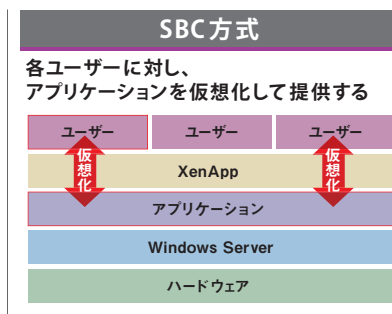 SBC方式
各ユーザーに対し、
アプリケーションを仮想化して提供する
ユーザー ユーザー ユーザー
仮想化 仮想化
XenApp
アプリケーション
Windows Server
ハードウェア